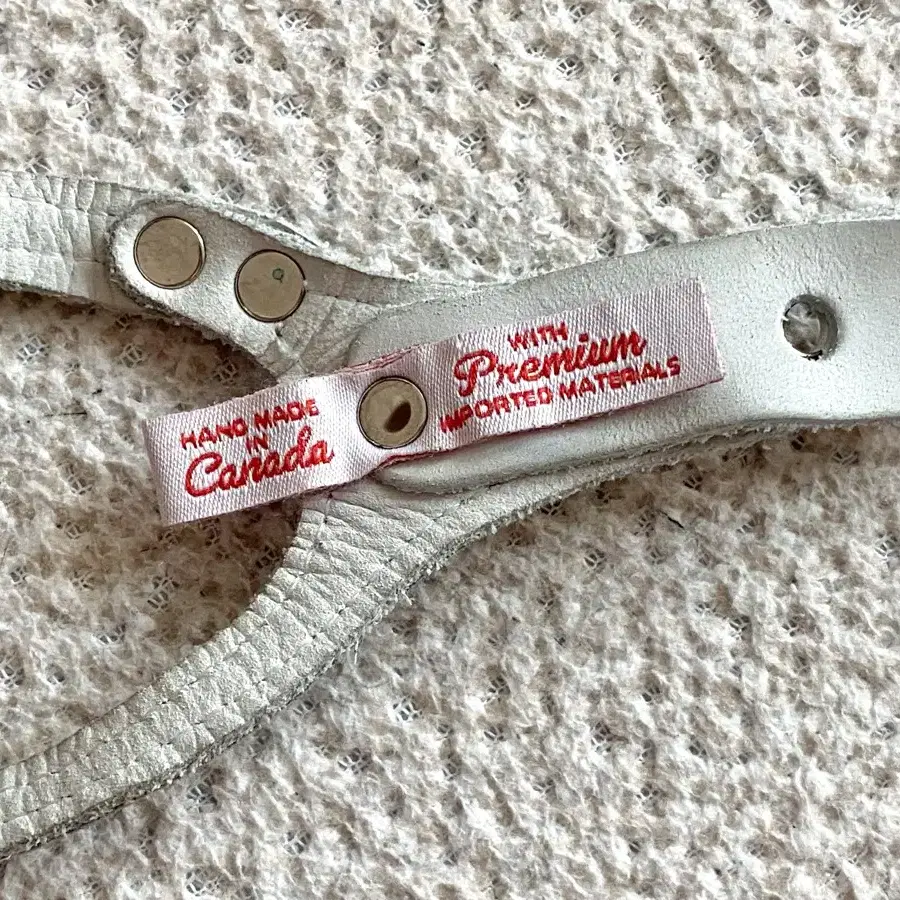 HAND MADE
IN
Canada
WITH
Premium
IMPORTED MATERIALS